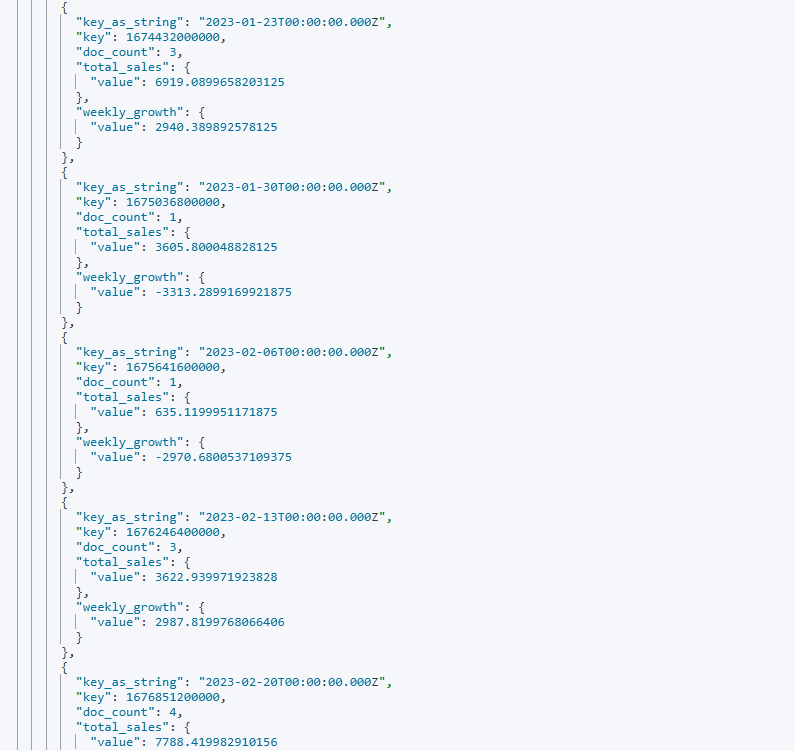 {
"key_as_string": "2023-01-23T00:00:00.000Z",
"key": 1674432000000,
"doc_count": 3,
"total_sales": {
"value": 6919.0899658203125
},
"weekly_growth": {
"value": 2940.389892578125
}
},
{
"key_as_string": "2023-01-30T00:00:00.000Z",
"key": 1675036800000,
"doc_count": 1,
"total_sales": {
"value": 3605.800048828125
},
"weekly_growth": {
"value": -3313.2899169921875
}
},
{
"key_as_string": "2023-02-06T00:00:00.000Z",
"key": 1675641600000,
"doc_count": 1,
"total_sales": {
"value": 635.1199951171875
},
"weekly_growth": {
"value": -2970.6800537109375
}
},
{
"key_as_string": "2023-02-13T00:00:00.000Z",
"key": 1676246400000,
"doc_count": 3,
"total_sales": {
"value": 3622.939971923828
},
"weekly_growth": {
"value": 2987.8199768066406
}
},
{
"key_as_string": "2023-02-20T00:00:00.000Z",
"key": 1676851200000,
"doc_count": 4,
"total_sales": {
"value": 7788.419982910156